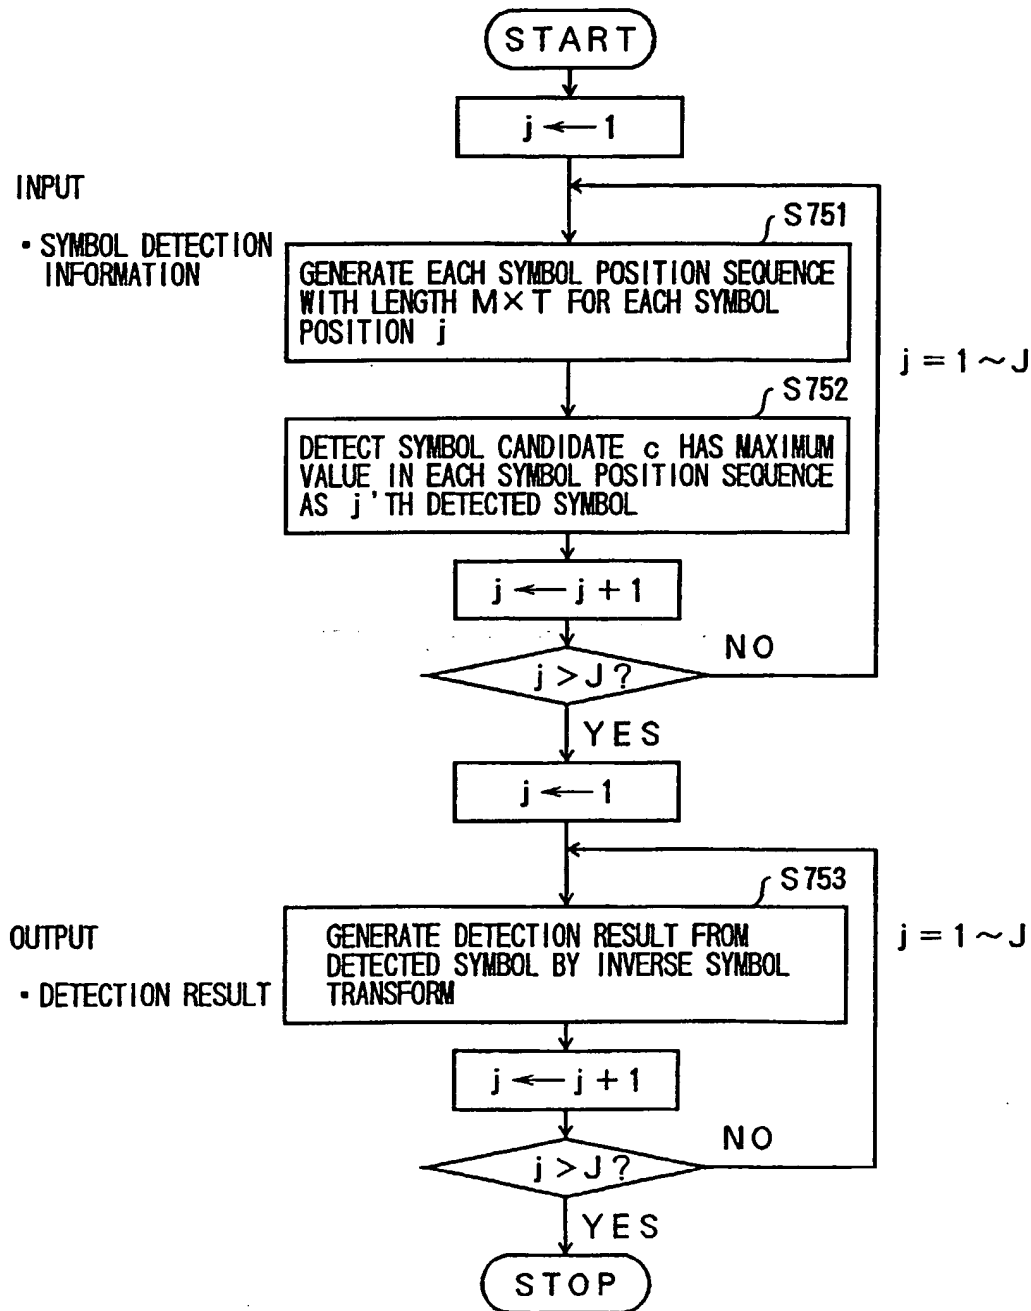 START
j ← 1
INPUT
・SYMBOL DETECTION
INFORMATION
S751
GENERATE EACH SYMBOL POSITION SEQUENCE
WITH LENGTH M×T FOR EACH SYMBOL
POSITION j
j = 1 ~ J
S752
DETECT SYMBOL CANDIDATE c HAS MAXIMUM
VALUE IN EACH SYMBOL POSITION SEQUENCE
AS j'TH DETECTED SYMBOL
j ← j + 1
NO
j > J ?
YES
j ← 1
S753
OUTPUT
・DETECTION RESULT
GENERATE DETECTION RESULT FROM
DETECTED SYMBOL BY INVERSE SYMBOL
TRANSFORM
j = 1 ~ J
j ← j + 1
NO
j > J ?
YES
STOP